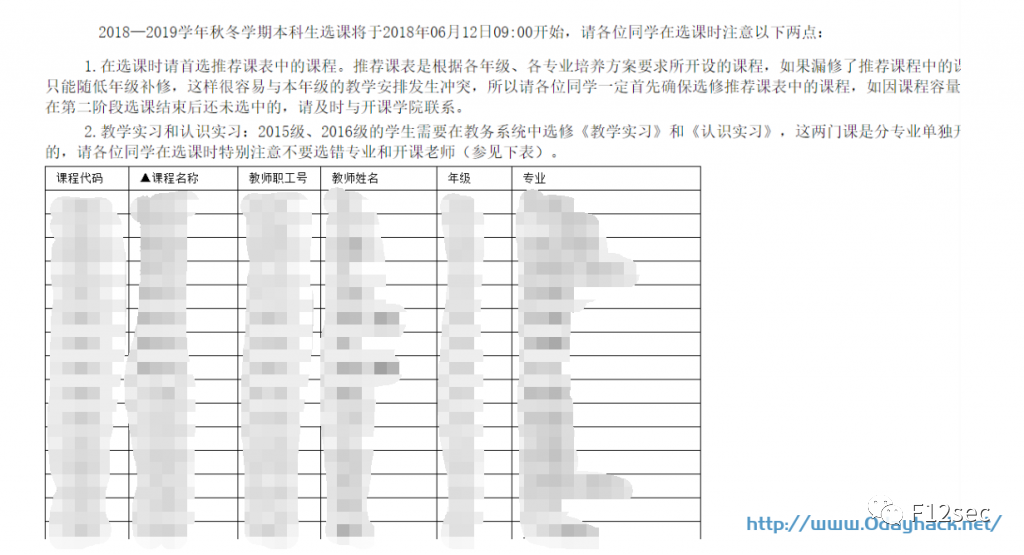 2018—2019学年秋冬学期本科生选课将于2018年06月12日09:00开始，请各位同学在选课时注意以下两点：
1. 在选课时请首选推荐课表中的课程。推荐课表是根据各年级、各专业培养方案要求所开设的课程，如果漏修了推荐课程中的
只能随低年级补修，这样很容易与本年级的教学安排发生冲突，所以请各位同学一定首先确保选修推荐课表中的课程，如因课程容量
在第二阶段选课结束后还未选中的，请及时与开课学院联系。
2. 教学实习和认识实习：2015级、2016级的学生需要在教务系统中选修《教学实习》和《认识实习》，这两门课是分专业单独
的，请各位同学在选课时特别注意不要选错专业和开课老师（参见下表）。
课程代码 ▲课程名称 教师职工号 教师姓名 年级 专业
F12sec
http://www.0dayhack.net/